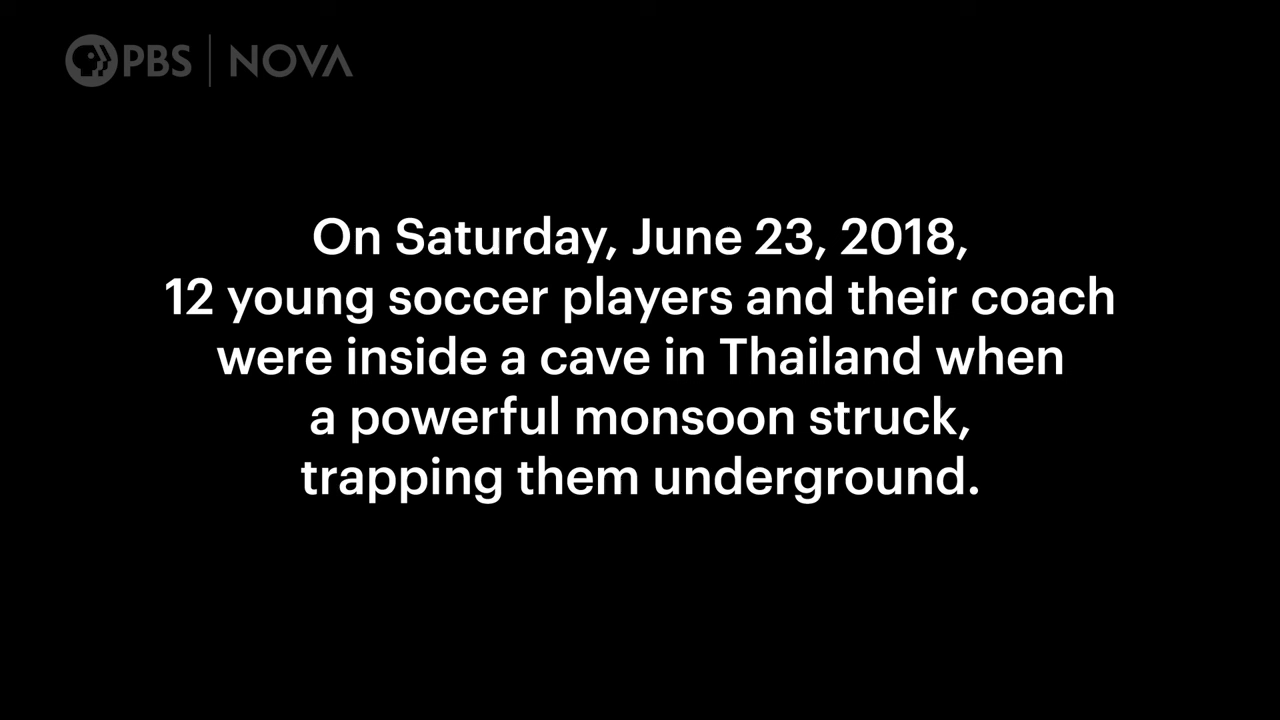 PBS | NOVA
On Saturday, June 23, 2018,
12 young soccer players and their coach
were inside a cave in Thailand when
a powerful monsoon struck,
trapping them underground.